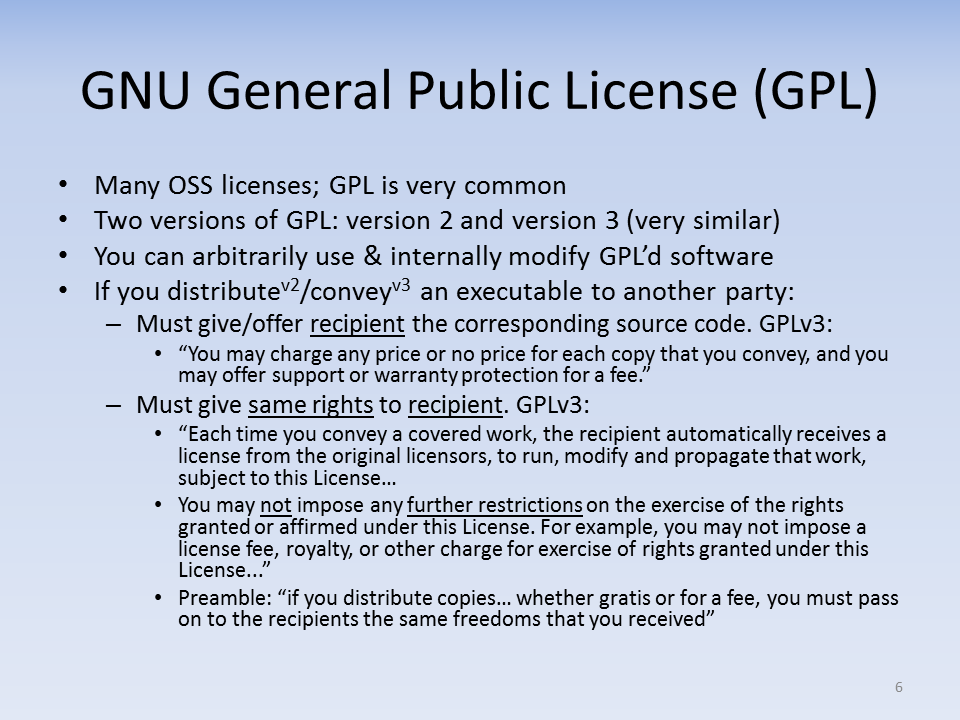 GNU General Public License (GPL)
• Many OSS licenses; GPL is very common
• Two versions of GPL: version 2 and version 3 (very similar)
• You can arbitrarily use & internally modify GPL’d software
• If you distributev2/conveyv3 an executable to another party:
– Must give/offer recipient the corresponding source code. GPLv3:
• “You may charge any price or no price for each copy that you convey, and you
may offer support or warranty protection for a fee.”
– Must give same rights to recipient. GPLv3:
• “Each time you convey a covered work, the recipient automatically receives a
license from the original licensors, to run, modify and propagate that work,
subject to this License…
• You may not impose any further restrictions on the exercise of the rights
granted or affirmed under this License. For example, you may not impose a
license fee, royalty, or other charge for exercise of rights granted under this
License...”
• Preamble: “if you distribute copies… whether gratis or for a fee, you must pass
on to the recipients the same freedoms that you received”
6